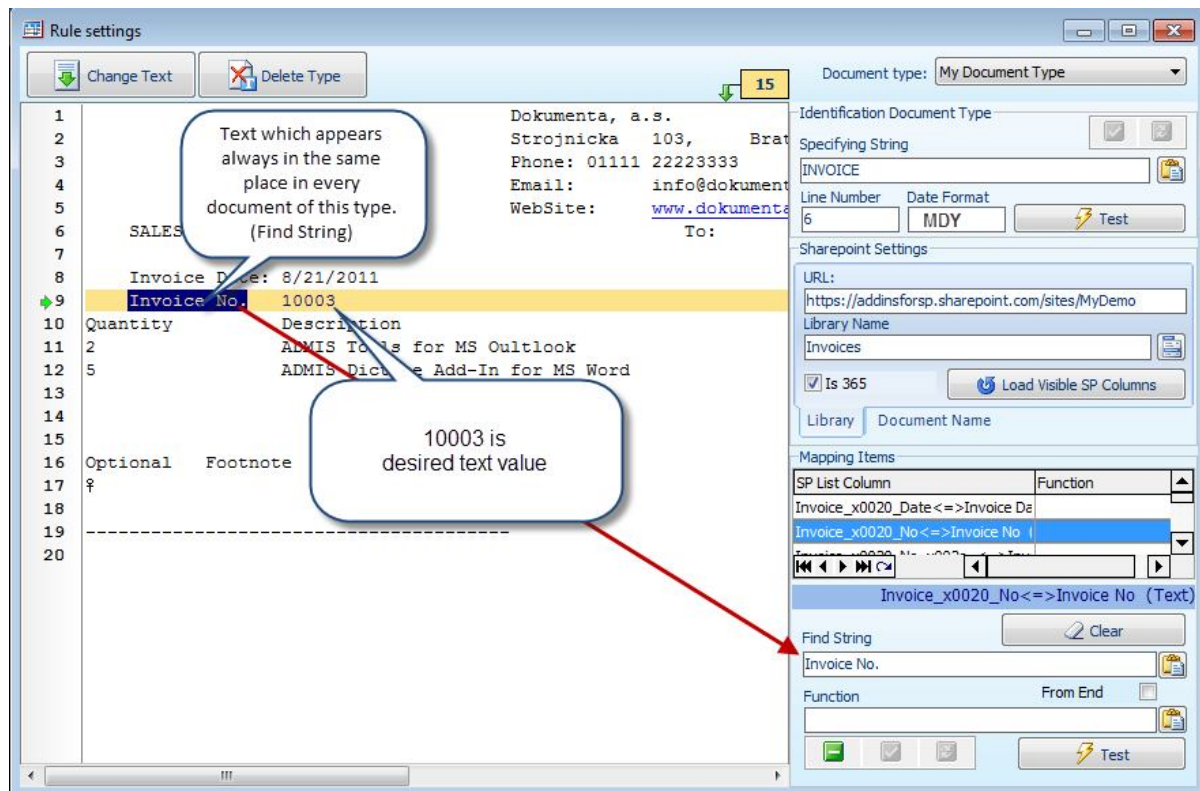 Rule settings
Change Text
Delete Type
15
Document type: My Document Type
1 Dokumenta, a.s.
2 Strojnicka 103, Brat
3 Phone: 01111 22223333
4 Email: info@dokument
5 WebSite: www.dokumenta
6 SALES To:
7
8 Invoice Date: 8/21/2011
9 Invoice No. 10003
10 Quantity Description
11 2 ADMIS Tools for MS Oultlook
12 5 ADMIS Dictate Add-In for MS Word
13
14
15
16 Optional Footnote
17
18
19 ---------------------------------------
20
Text which appears
always in the same
place in every
document of this type.
(Find String)
10003 is
desired text value
Identification Document Type
Specifying String
INVOICE
Line Number Date Format
6 MDY Test
Sharepoint Settings
URL:
https://addinsforsp.sharepoint.com/sites/MyDemo
Library Name
Invoices
Is 365 Load Visible SP Columns
Library Document Name
Mapping Items
SP List Column Function
Invoice_x0020_Date<=>Invoice Da
Invoice_x0020_No<=>Invoice No (
Invoice_x0020_No<=>Invoice No (Text)
Find String Clear
Invoice No.
Function From End
Test